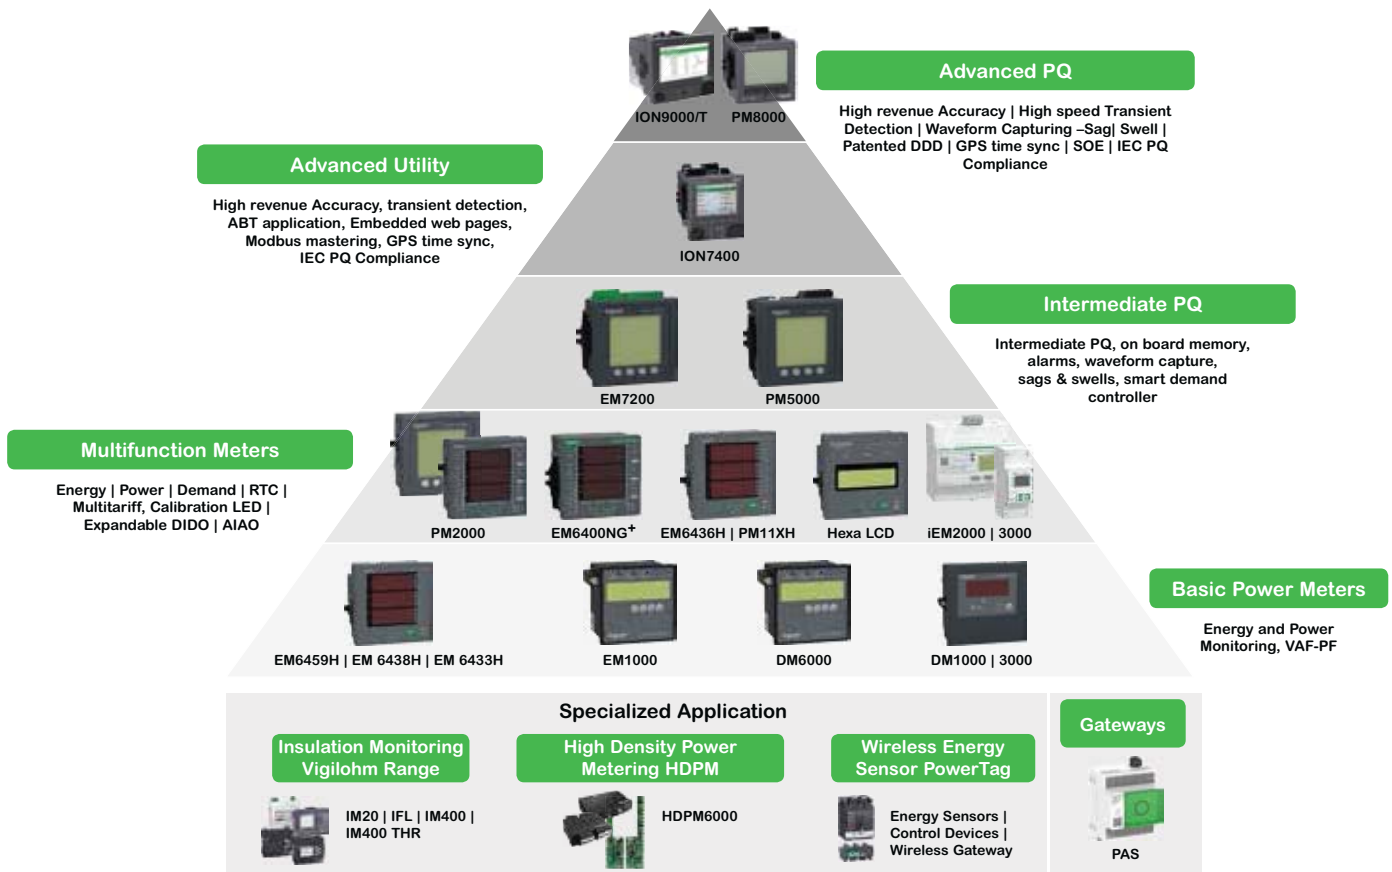 ION9000/T
PM8000
Advanced PQ
High revenue Accuracy | High speed Transient
Detection | Waveform Capturing –Sag| Swell |
Patented DDD | GPS time sync | SOE | IEC PQ
Compliance
Advanced Utility
High revenue Accuracy, transient detection,
ABT application, Embedded web pages,
Modbus mastering, GPS time sync,
IEC PQ Compliance
ION7400
Intermediate PQ
Intermediate PQ, on board memory,
alarms, waveform capture,
sags & swells, smart demand
controller
EM7200
PM5000
Multifunction Meters
Energy | Power | Demand | RTC |
Multitariff, Calibration LED |
Expandable DIDO | AIAO
PM2000
EM6400NG+
EM6436H | PM11XH
Hexa LCD
iEM2000 | 3000
Basic Power Meters
Energy and Power
Monitoring, VAF-PF
EM6459H | EM 6438H | EM 6433H
EM1000
DM6000
DM1000 | 3000
Specialized Application
Insulation Monitoring
Vigilohm Range
IM20 | IFL | IM400 |
IM400 THR
High Density Power
Metering HDPM
HDPM6000
Wireless Energy
Sensor PowerTag
Energy Sensors |
Control Devices |
Wireless Gateway
Gateways
PAS